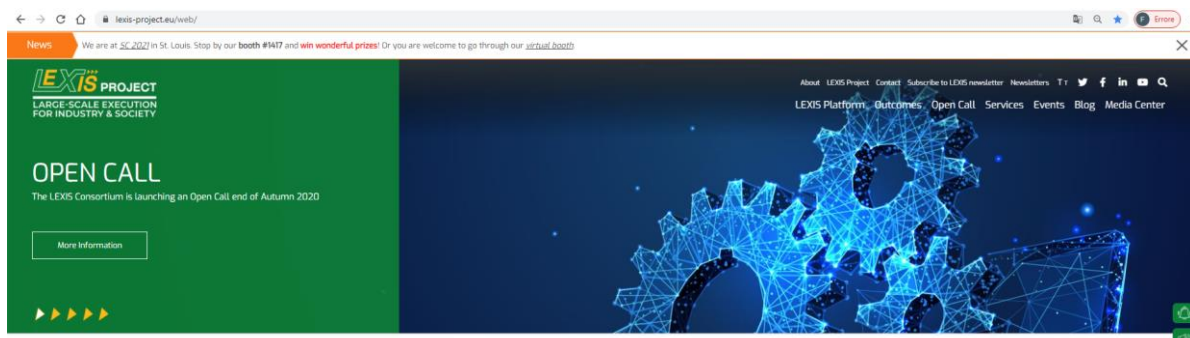 lexis-project.eu/web/
Errore
News
We are at SC 2021 in St. Louis. Stop by our booth #1417 and win wonderful prizes! Or you are welcome to go through our virtual booth
LEXIS PROJECT
LARGE-SCALE EXECUTION
FOR INDUSTRY & SOCIETY
About LEXIS Project Contact Subscribe to LEXIS newsletter Newsletters
LEXIS Platform Outcomes Open Call Services Events Blog Media Center
OPEN CALL
The LEXIS Consortium is launching an Open Call end of Autumn 2020
More Information